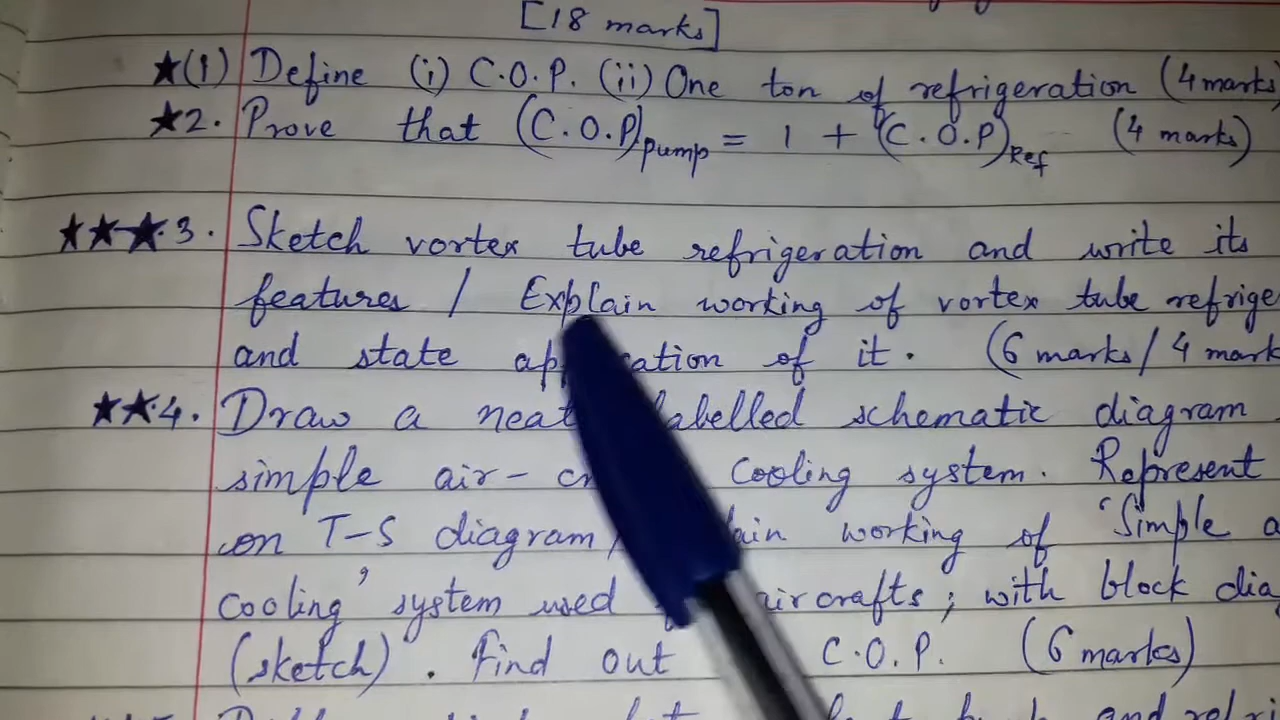 [18 marks]
★(1) Define (i) C.O.P. (ii) One ton of refrigeration (4 marks)
★2. Prove that (C.O.P)pump = 1 + (C.O.P)Ref (4 marks)
★★★3. Sketch vortex tube refrigeration and write its
features / Explain working of vortex tube refrige
and state of it. (6 marks/4 mark
★★4. Draw a neat labelled schematic diagram
simple air- cooling system. Represent
on T-S diagram working of 'Simple a
cooling' system used aircrafts; with block dia
(sketch). Find out C.O.P. (6 marks)
and